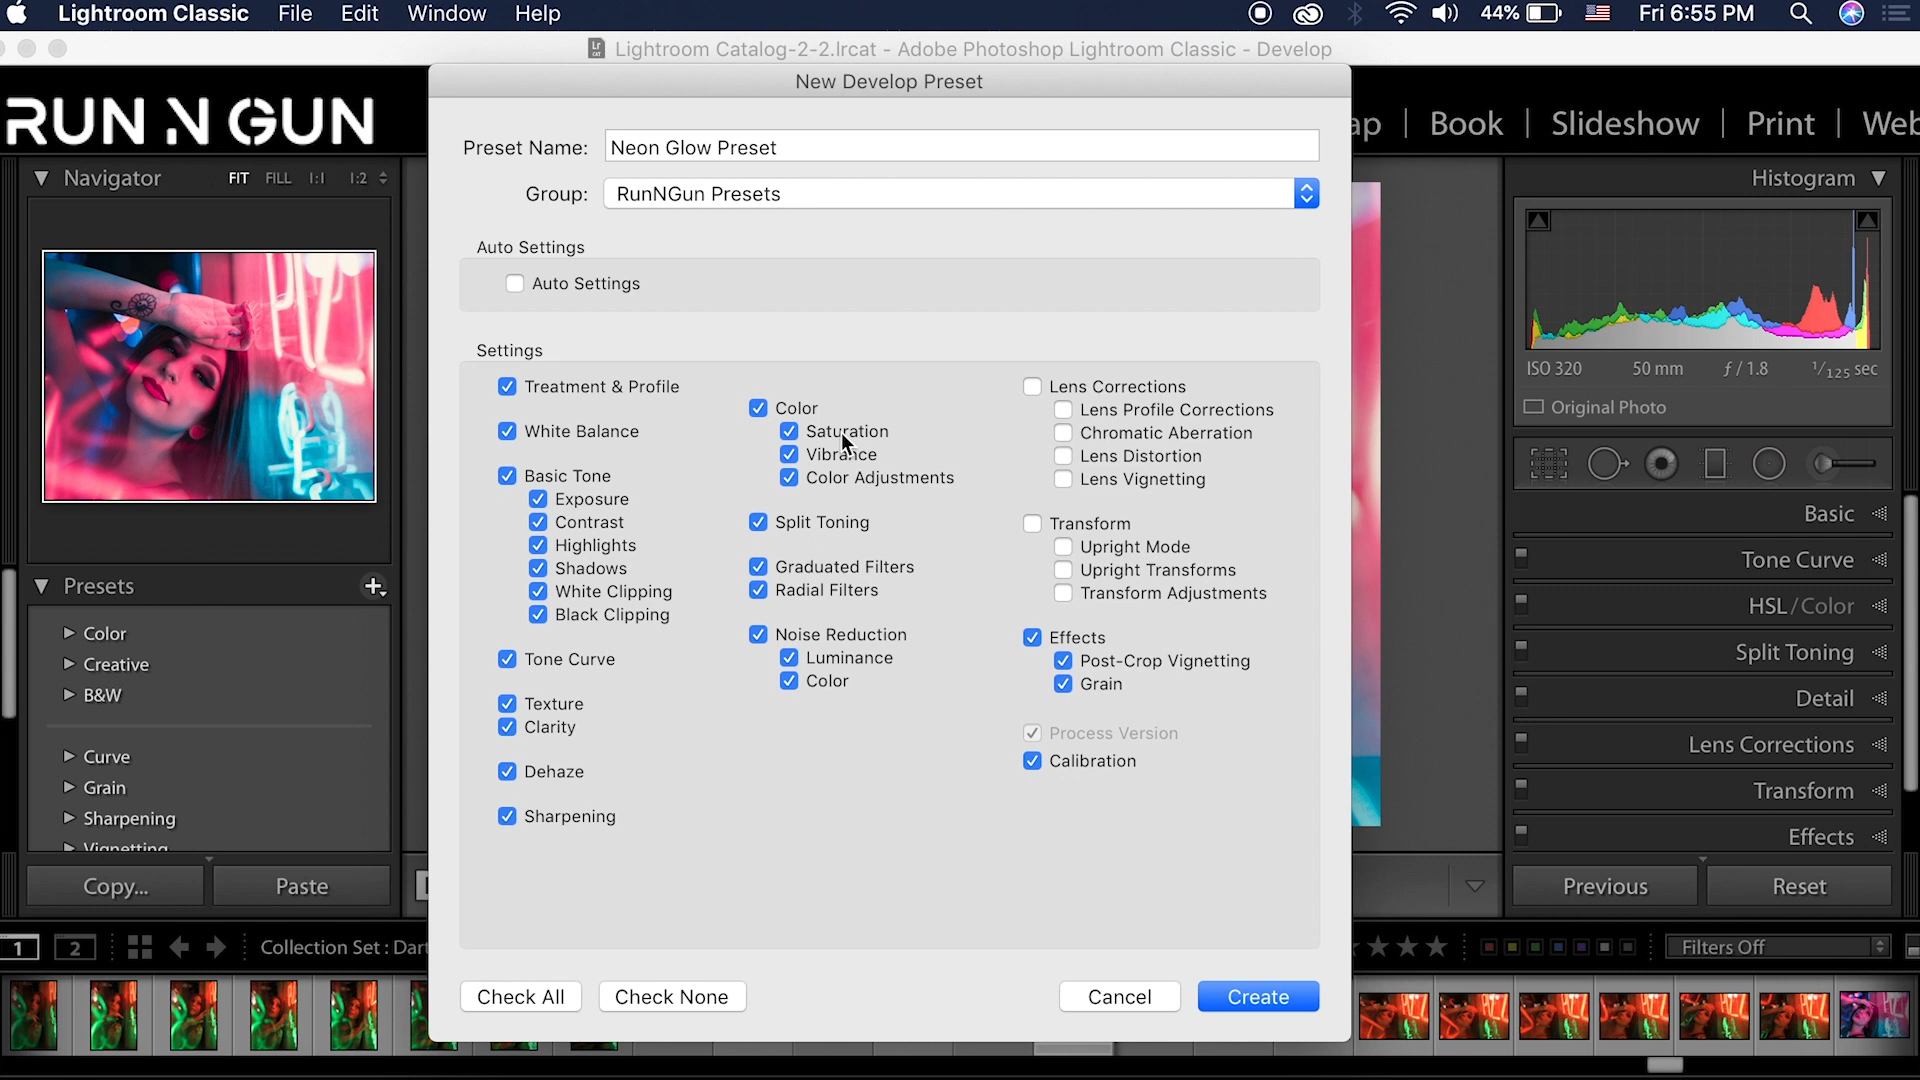 Lightroom Classic File Edit Window Help 44% Fri 6:55 PM
Lightroom Catalog-2-2.lrcat - Adobe Photoshop Lightroom Classic - Develop
New Develop Preset
RUN N GUN
ap | Book | Slideshow | Print | Web
Preset Name: Neon Glow Preset
Group: RunNGun Presets
Navigator FIT FILL 1:1 1:2
Histogram
Auto Settings
Auto Settings
Settings
Treatment & Profile
White Balance
Basic Tone
Exposure
Contrast
Highlights
Shadows
White Clipping
Black Clipping
Tone Curve
Texture
Clarity
Dehaze
Sharpening
Color
Saturation
Vibrance
Color Adjustments
Split Toning
Graduated Filters
Radial Filters
Noise Reduction
Luminance
Color
Lens Corrections
Lens Profile Corrections
Chromatic Aberration
Lens Distortion
Lens Vignetting
Transform
Upright Mode
Upright Transforms
Transform Adjustments
Effects
Post-Crop Vignetting
Grain
Process Version
Calibration
Check All Check None Cancel Create
ISO 320 50 mm ƒ / 1.8 1/125 sec
Original Photo
Basic
Tone Curve
HSL / Color
Split Toning
Detail
Lens Corrections
Transform
Effects
Previous Reset
Presets
Color
Creative
B&W
Curve
Grain
Sharpening
Vignetting
Copy... Paste
1 2 Collection Set : Dart
Filters Off